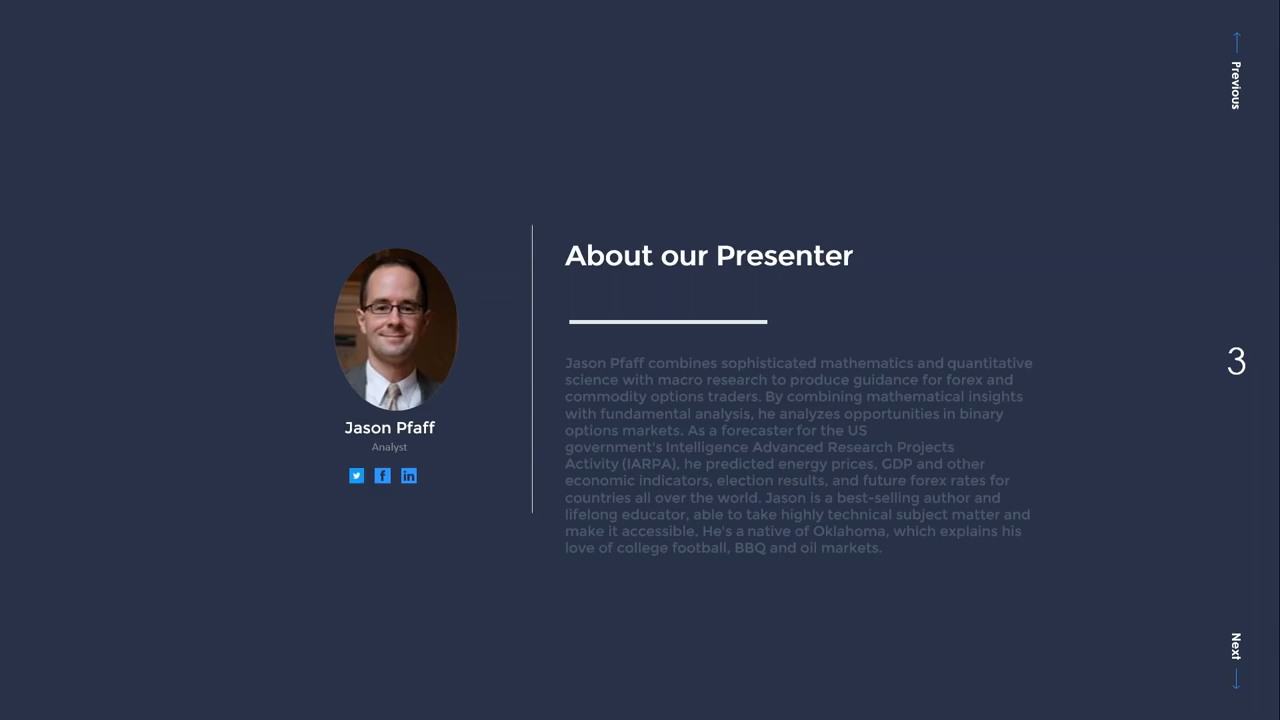 Previous
About our Presenter
Jason Pfaff combines sophisticated mathematics and quantitative
science with macro research to produce guidance for forex and
commodity options traders. By combining mathematical insights
with fundamental analysis, he analyzes opportunities in binary
options markets. As a forecaster for the US
government's Intelligence Advanced Research Projects
Activity (IARPA), he predicted energy prices, GDP and other
economic indicators, election results, and future forex rates for
countries all over the world. Jason is a best-selling author and
lifelong educator, able to take highly technical subject matter and
make it accessible. He's a native of Oklahoma, which explains his
love of college football, BBQ and oil markets.
Jason Pfaff
Analyst
3
Next